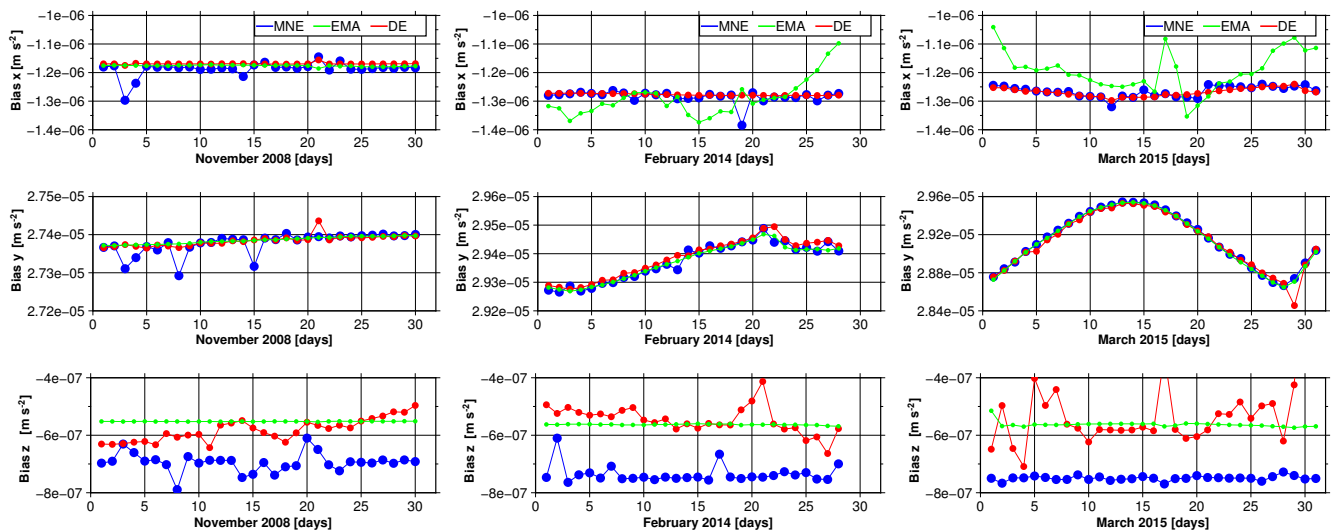 MNE EMA DE
−1e−06
−1.1e−06
−1.2e−06
−1.3e−06
−1.4e−06
Bias x [m s-2]
0 5 10 15 20 25 30
November 2008 [days]
MNE EMA DE
−1e−06
−1.1e−06
−1.2e−06
−1.3e−06
−1.4e−06
Bias x [m s-2]
0 5 10 15 20 25 30
February 2014 [days]
MNE EMA DE
−1e−06
−1.1e−06
−1.2e−06
−1.3e−06
−1.4e−06
Bias x [m s-2]
0 5 10 15 20 25 30
March 2015 [days]
2.75e−05
2.74e−05
2.73e−05
2.72e−05
Bias y [m s-2]
0 5 10 15 20 25 30
November 2008 [days]
2.96e−05
2.95e−05
2.94e−05
2.93e−05
2.92e−05
Bias y [m s-2]
0 5 10 15 20 25 30
February 2014 [days]
2.96e−05
2.92e−05
2.88e−05
2.84e−05
Bias y [m s-2]
0 5 10 15 20 25 30
March 2015 [days]
−4e−07
−6e−07
−8e−07
Bias z [m s-2]
0 5 10 15 20 25 30
November 2008 [days]
−4e−07
−6e−07
−8e−07
Bias z [m s-2]
0 5 10 15 20 25 30
February 2014 [days]
−4e−07
−6e−07
−8e−07
Bias z [m s-2]
0 5 10 15 20 25 30
March 2015 [days]